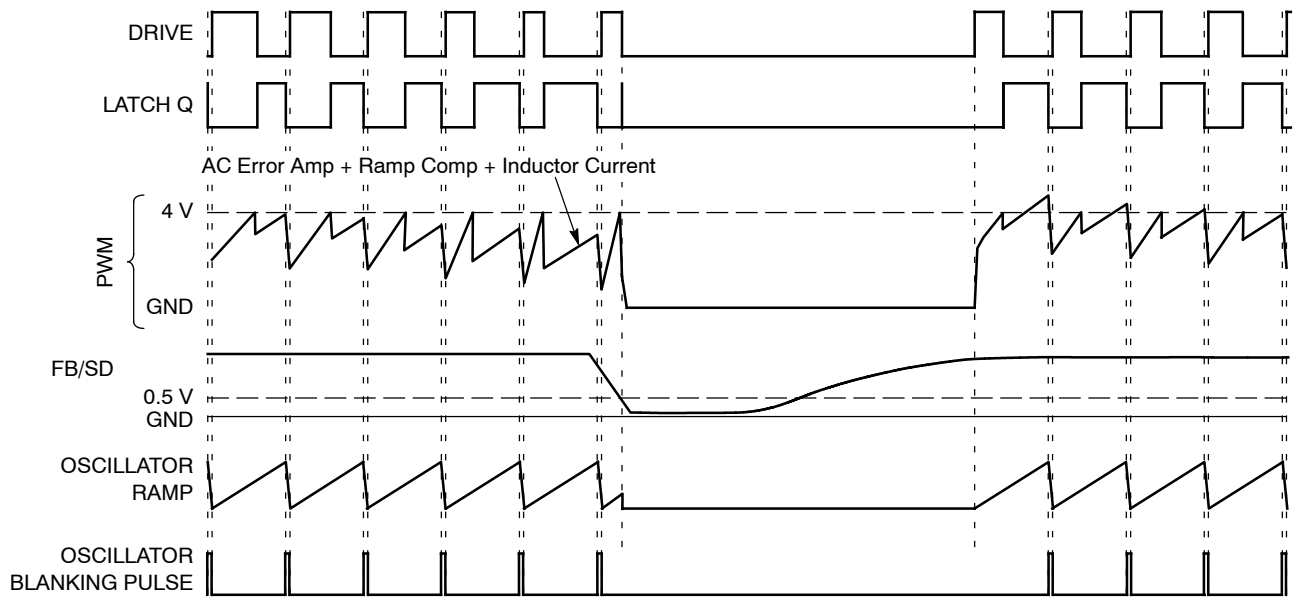 DRIVE
LATCH Q
AC Error Amp + Ramp Comp + Inductor Current
4 V
PWM
GND
FB/SD
0.5 V
GND
OSCILLATOR
RAMP
OSCILLATOR
BLANKING PULSE